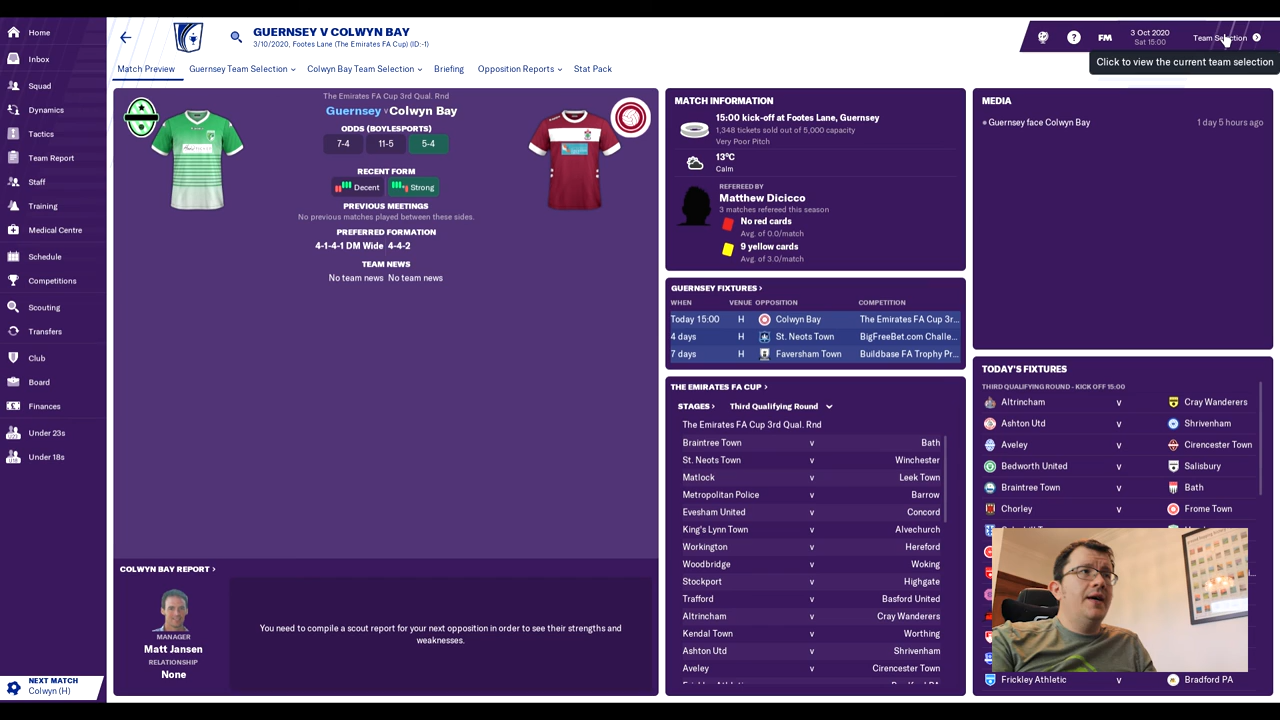 Home
Inbox
Squad
Dynamics
Tactics
Team Report
Staff
Training
Medical Centre
Schedule
Competitions
Scouting
Transfers
Club
Board
Finances
Under 23s
Under 18s
NEXT MATCH
Colwyn (H)
GUERNSEY V COLWYN BAY
3/10/2020, Footes Lane (The Emirates FA Cup) (ID:-1)
FM
3 Oct 2020
Sat 15:00
Team Selection
Click to view the current team selection
Match Preview
Guernsey Team Selection
Colwyn Bay Team Selection
Briefing
Opposition Reports
Stat Pack
The Emirates FA Cup 3rd Qual. Rnd
Guernsey v Colwyn Bay
ODDS (BOYLESPORTS)
7-4 11-5 5-4
RECENT FORM
Decent Strong
PREVIOUS MEETINGS
No previous matches played between these sides.
PREFERRED FORMATION
4-1-4-1 DM Wide 4-4-2
TEAM NEWS
No team news No team news
COLWYN BAY REPORT >
MANAGER
Matt Jansen
RELATIONSHIP
None
You need to compile a scout report for your next opposition in order to see their strengths and
weaknesses.
MATCH INFORMATION
15:00 kick-off at Footes Lane, Guernsey
1,348 tickets sold out of 5,000 capacity
Very Poor Pitch
13°C
Calm
REFEREED BY
Matthew Dicicco
3 matches refereed this season
No red cards
Avg. of 0.0/match
9 yellow cards
Avg. of 3.0/match
GUERNSEY FIXTURES >
WHEN VENUE OPPOSITION COMPETITION
Today 15:00 H Colwyn Bay The Emirates FA Cup 3r...
4 days H St. Neots Town BigFreeBet.com Challe...
7 days H Faversham Town Buildbase FA Trophy Pr...
THE EMIRATES FA CUP >
STAGES > Third Qualifying Round
The Emirates FA Cup 3rd Qual. Rnd
Braintree Town v Bath
St. Neots Town v Winchester
Matlock v Leek Town
Metropolitan Police v Barrow
Evesham United v Concord
King's Lynn Town v Alvechurch
Workington v Hereford
Woodbridge v Woking
Stockport v Highgate
Trafford v Basford United
Altrincham v Cray Wanderers
Kendal Town v Worthing
Ashton Utd v Shrivenham
Aveley v Cirencester Town
MEDIA
Guernsey face Colwyn Bay 1 day 5 hours ago
TODAY'S FIXTURES
THIRD QUALIFYING ROUND - KICK OFF 15:00
Altrincham v Cray Wanderers
Ashton Utd v Shrivenham
Aveley v Cirencester Town
Bedworth United v Salisbury
Braintree Town v Bath
Chorley v Frome Town
Frickley Athletic v Bradford PA